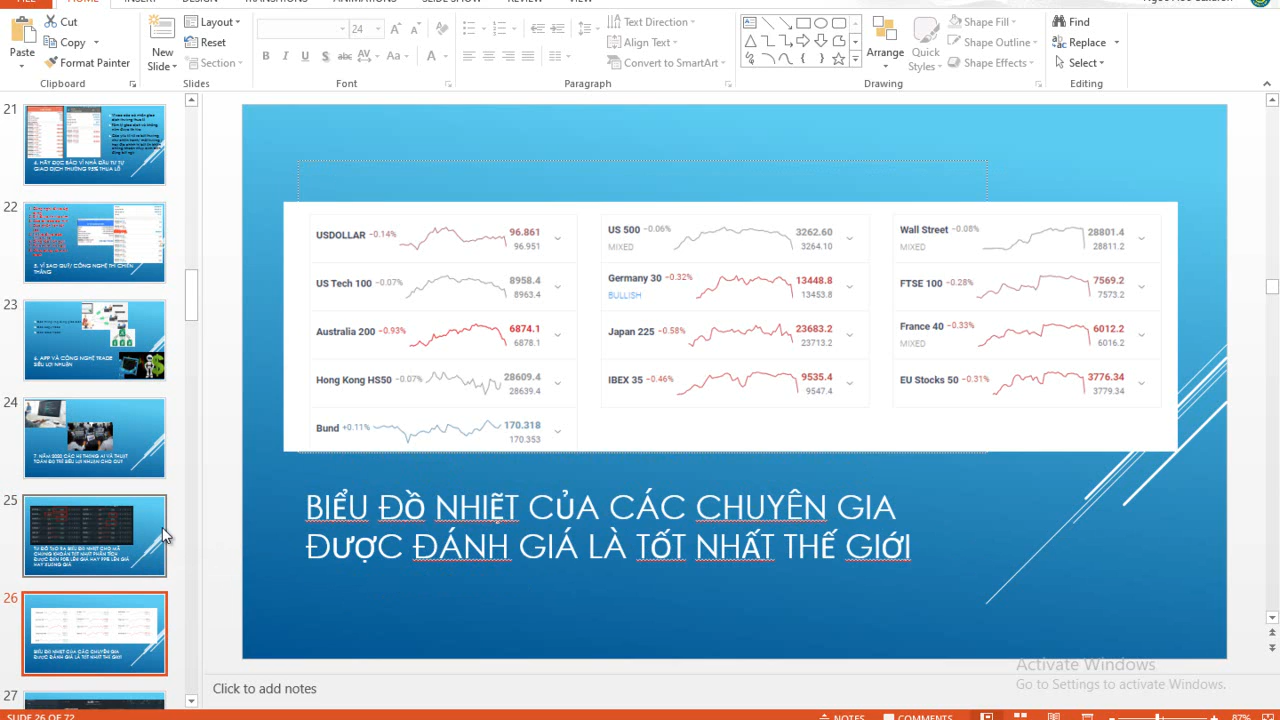 Cut
Copy
Format Painter
Paste
Clipboard
New
Slide
Layout
Reset
Section
Slides
24
Font
Text Direction
Align Text
Convert to SmartArt
Paragraph
Arrange
Quick
Styles
Shape Fill
Shape Outline
Shape Effects
Drawing
Find
Replace
Select
Editing
21
22
23
24
25
26
27
USDOLLAR -0.14% 96.861
96.951
US Tech 100 -0.07% 8958.4
8963.4
Australia 200 -0.93% 6874.1
6878.1
Hong Kong HS50 -0.07% 28609.4
28639.4
Bund +0.11% 170.318
170.353
US 500 -0.06% 3262.60
MIXED 3264.10
Germany 30 -0.32% 13448.8
BULLISH 13453.8
Japan 225 -0.58% 23683.2
23713.2
IBEX 35 -0.46% 9535.4
9547.4
Wall Street -0.08% 28801.4
MIXED 28811.2
FTSE 100 -0.28% 7569.2
7573.2
France 40 -0.33% 6012.2
MIXED 6016.2
EU Stocks 50 -0.31% 3776.34
3779.34
BIỂU ĐỒ NHIỆT CỦA CÁC CHUYÊN GIA
ĐƯỢC ĐÁNH GIÁ LÀ TỐT NHẤT THẾ GIỚI
Activate Windows
Go to Settings to activate Windows.
Click to add notes
SLIDE 26 OF 72
NOTES
COMMENTS
87%